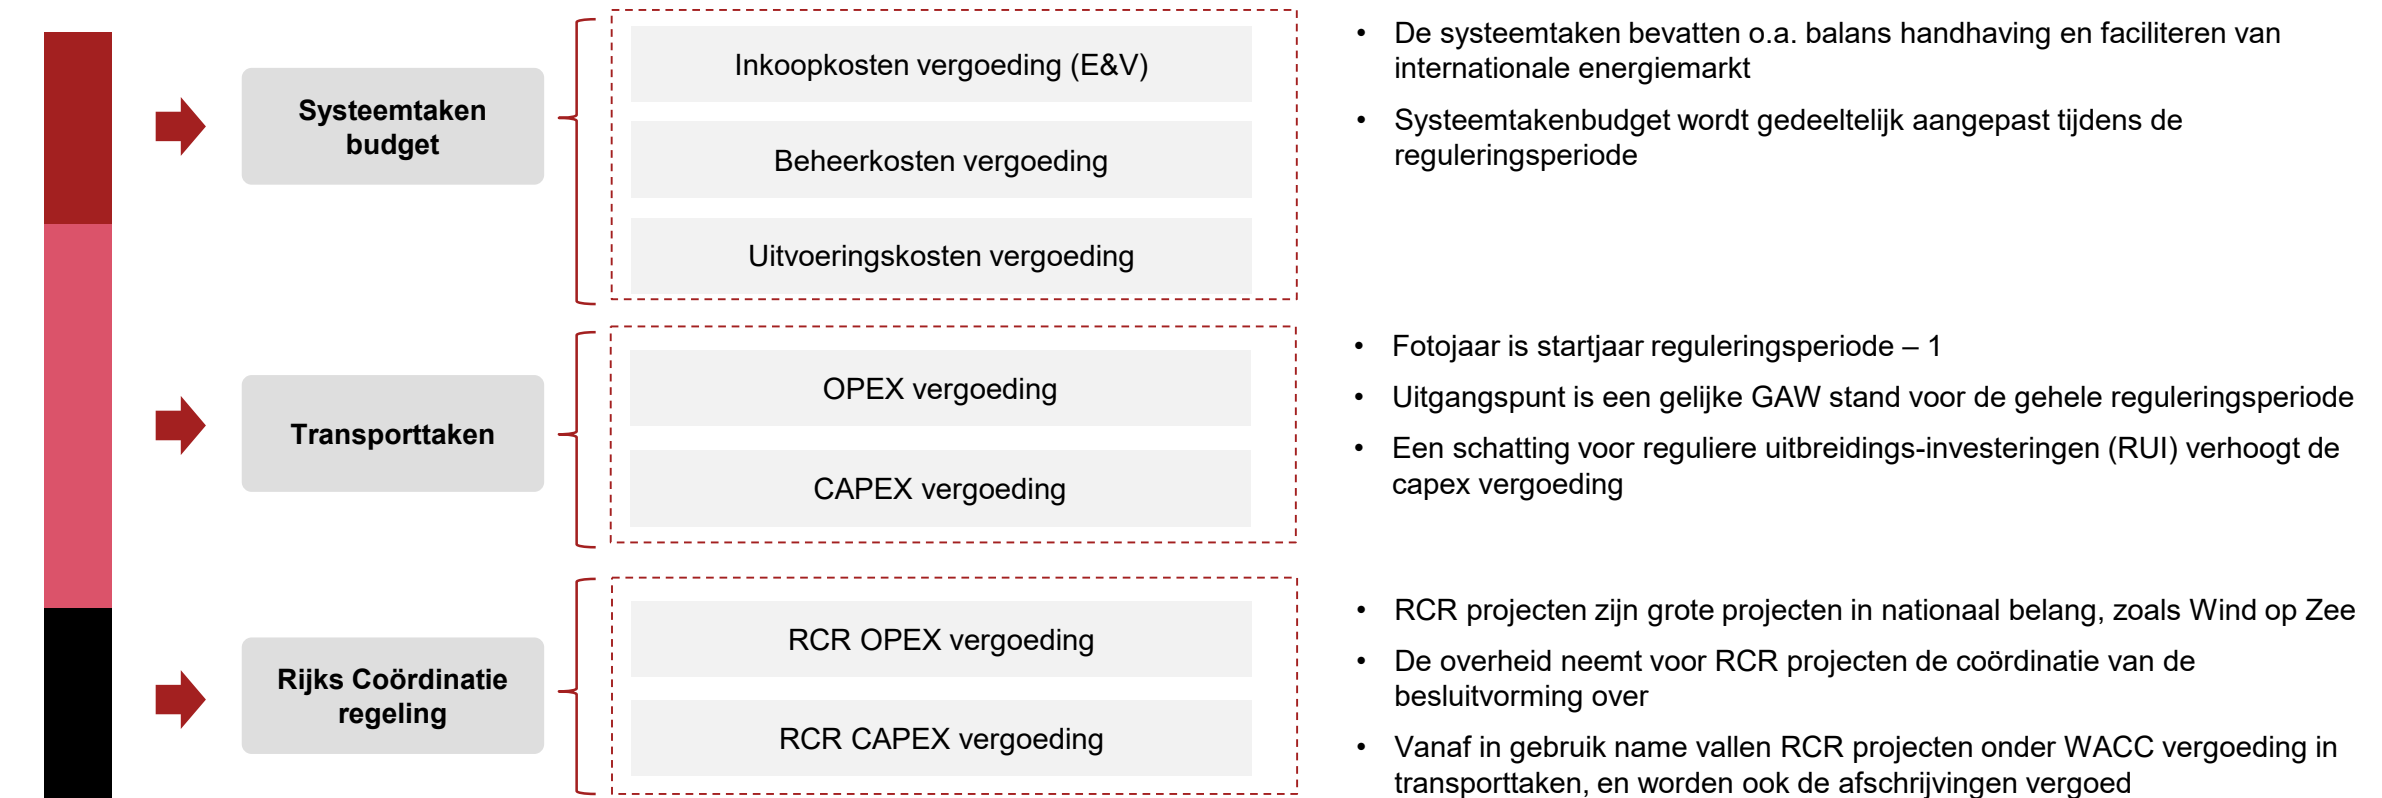 Systeemtaken
budget
Inkoopkosten vergoeding (E&V)
Beheerkosten vergoeding
Uitvoeringskosten vergoeding
• De systeemtaken bevatten o.a. balans handhaving en faciliteren van
internationale energiemarkt
• Systeemtakenbudget wordt gedeeltelijk aangepast tijdens de
reguleringsperiode
Transporttaken
OPEX vergoeding
CAPEX vergoeding
• Fotojaar is startjaar reguleringsperiode – 1
• Uitgangspunt is een gelijke GAW stand voor de gehele reguleringsperiode
• Een schatting voor reguliere uitbreidings-investeringen (RUI) verhoogt de
capex vergoeding
Rijks Coördinatie
regeling
RCR OPEX vergoeding
RCR CAPEX vergoeding
• RCR projecten zijn grote projecten in nationaal belang, zoals Wind op Zee
• De overheid neemt voor RCR projecten de coördinatie van de
besluitvorming over
• Vanaf in gebruik name vallen RCR projecten onder WACC vergoeding in
transporttaken, en worden ook de afschrijvingen vergoed